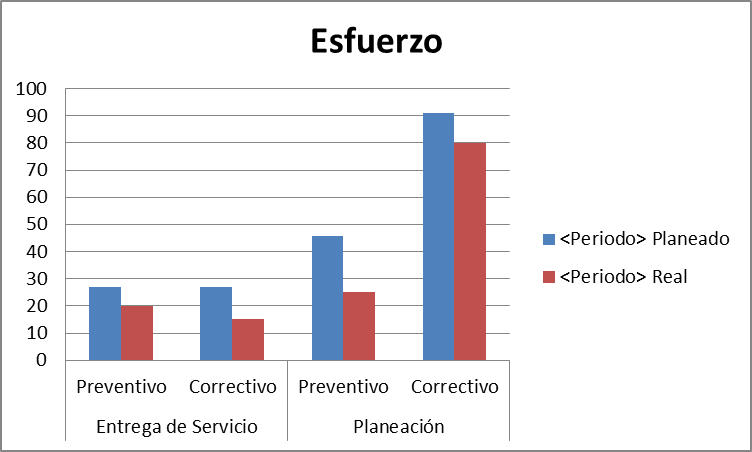 Esfuerzo
100
90
80
70
60
50
40
30
20
10
0
Preventivo Correctivo Preventivo Correctivo
Entrega de Servicio Planeación
<Periodo> Planeado
<Periodo> Real